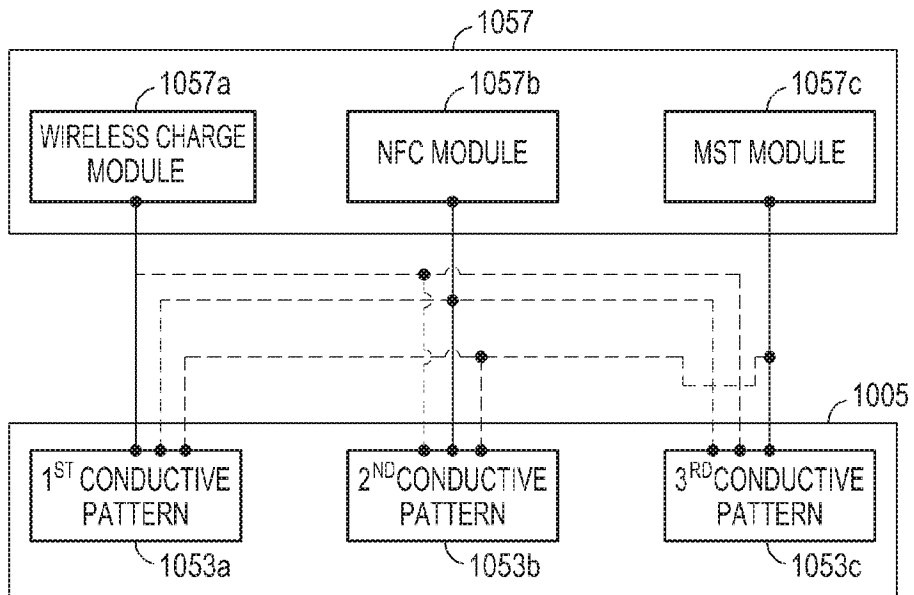 1057
1057a
1057b
1057c
WIRELESS CHARGE
MODULE
NFC MODULE
MST MODULE
1005
1ST CONDUCTIVE
PATTERN
2ND CONDUCTIVE
PATTERN
3RD CONDUCTIVE
PATTERN
1053a
1053b
1053c